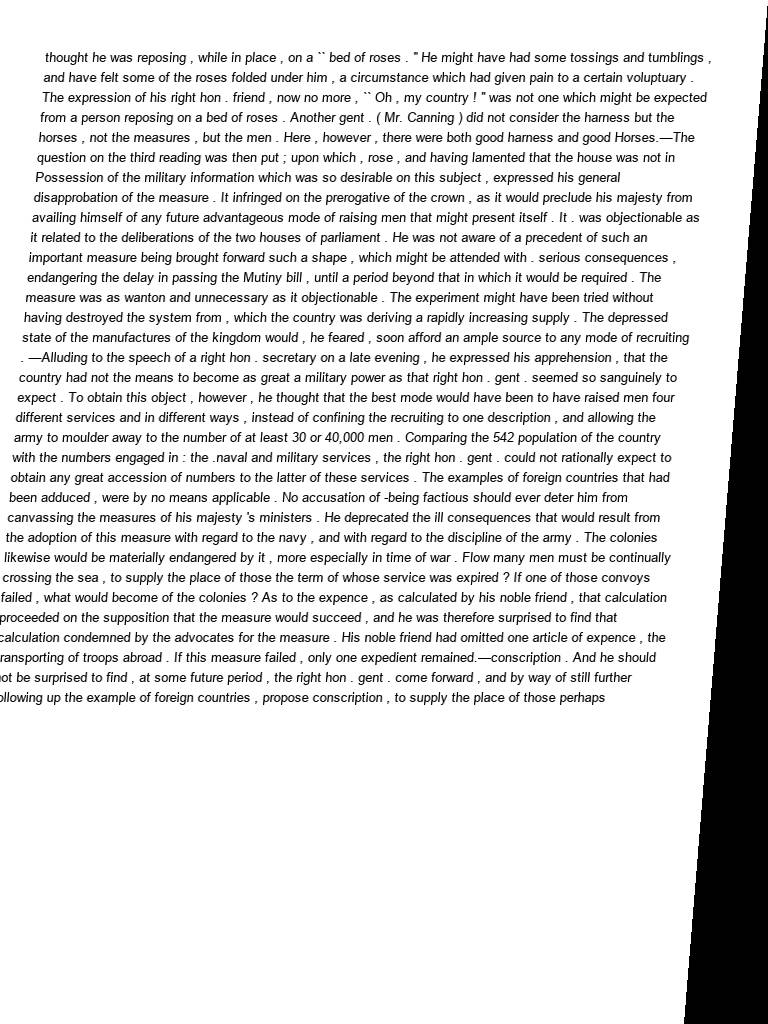 thought he was reposing , while in place , on a `` bed of roses . " He might have had some tossings and tumblings ,
and have felt some of the roses folded under him , a circumstance which had given pain to a certain voluptuary .
The expression of his right hon . friend , now no more , `` Oh , my country ! " was not one which might be expected
from a person reposing on a bed of roses . Another gent . ( Mr. Canning ) did not consider the harness but the
horses , not the measures , but the men . Here , however , there were both good harness and good Horses.—The
question on the third reading was then put ; upon which , rose , and having lamented that the house was not in
Possession of the military information which was so desirable on this subject , expressed his general
disapprobation of the measure . It infringed on the prerogative of the crown , as it would preclude his majesty from
availing himself of any future advantageous mode of raising men that might present itself . It . was objectionable as
it related to the deliberations of the two houses of parliament . He was not aware of a precedent of such an
important measure being brought forward such a shape , which might be attended with . serious consequences ,
endangering the delay in passing the Mutiny bill , until a period beyond that in which it would be required . The
measure was as wanton and unnecessary as it objectionable . The experiment might have been tried without
having destroyed the system from , which the country was deriving a rapidly increasing supply . The depressed
state of the manufactures of the kingdom would , he feared , soon afford an ample source to any mode of recruiting
. —Alluding to the speech of a right hon . secretary on a late evening , he expressed his apprehension , that the
country had not the means to become as great a military power as that right hon . gent . seemed so sanguinely to
expect . To obtain this object , however , he thought that the best mode would have been to have raised men four
different services and in different ways , instead of confining the recruiting to one description , and allowing the
army to moulder away to the number of at least 30 or 40,000 men . Comparing the 542 population of the country
with the numbers engaged in : the .naval and military services , the right hon . gent . could not rationally expect to
obtain any great accession of numbers to the latter of these services . The examples of foreign countries that had
been adduced , were by no means applicable . No accusation of -being factious should ever deter him from
canvassing the measures of his majesty 's ministers . He deprecated the ill consequences that would result from
the adoption of this measure with regard to the navy , and with regard to the discipline of the army . The colonies
likewise would be materially endangered by it , more especially in time of war . Flow many men must be continually
crossing the sea , to supply the place of those the term of whose service was expired ? If one of those convoys
failed , what would become of the colonies ? As to the expence , as calculated by his noble friend , that calculation
proceeded on the supposition that the measure would succeed , and he was therefore surprised to find that
calculation condemned by the advocates for the measure . His noble friend had omitted one article of expence , the
ransporting of troops abroad . If this measure failed , only one expedient remained.—conscription . And he should
not be surprised to find , at some future period , the right hon . gent . come forward , and by way of still further
ollowing up the example of foreign countries , propose conscription , to supply the place of those perhaps